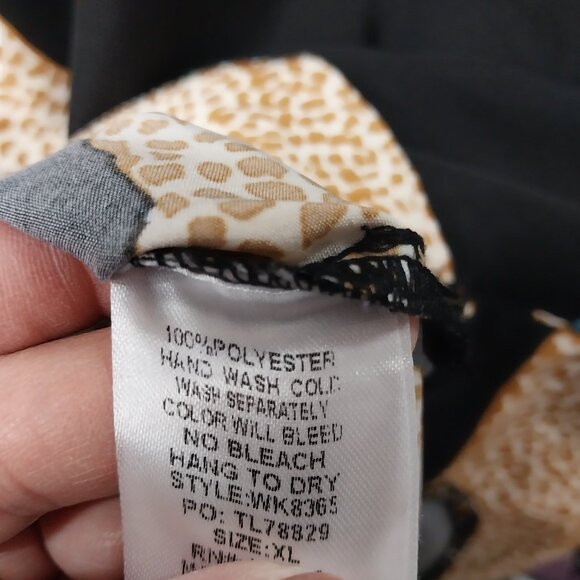 100%POLYESTER
HAND WASH COLD
WASH SEPARATELY
COLOR WILL BLEED
NO BLEACH
HANG TO DRY
STYLE:WK8365
PO: TL78829
SIZE:XL
RN#